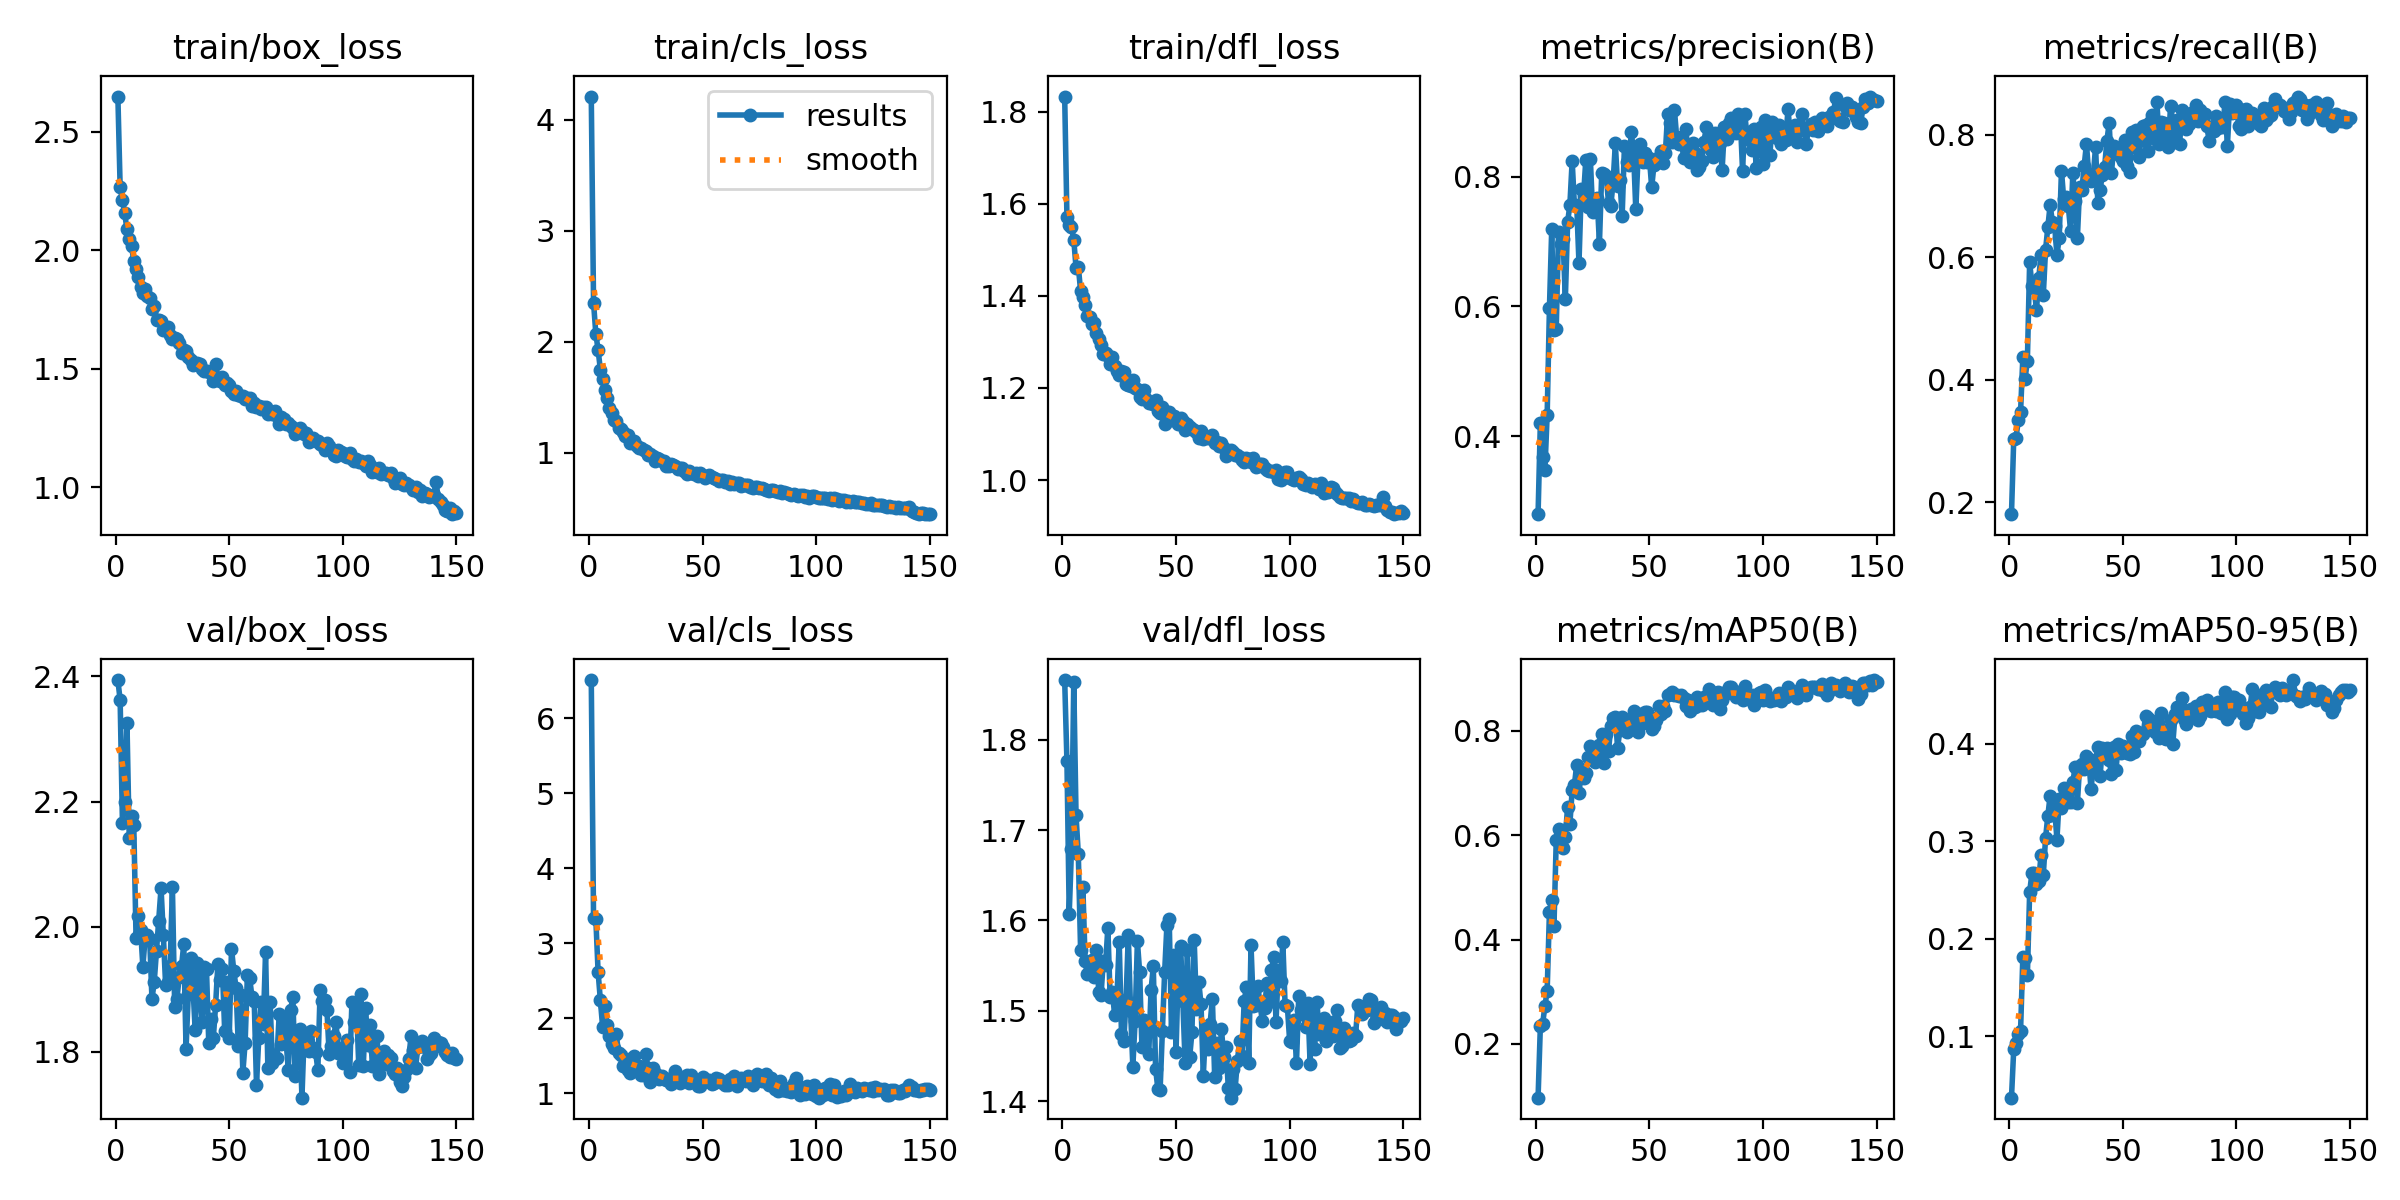 train/box_loss
train/cls_loss
train/dfl_loss
metrics/precision(B)
metrics/recall(B)
2.5
2.0
1.5
1.0
0 50 100 150
results
smooth
4
3
2
1
0 50 100 150
1.8
1.6
1.4
1.2
1.0
0 50 100 150
0.8
0.6
0.4
0 50 100 150
0.8
0.6
0.4
0.2
0 50 100 150
val/box_loss
val/cls_loss
val/dfl_loss
metrics/mAP50(B)
metrics/mAP50-95(B)
2.4
2.2
2.0
1.8
0 50 100 150
6
5
4
3
2
1
0 50 100 150
1.8
1.7
1.6
1.5
1.4
0 50 100 150
0.8
0.6
0.4
0.2
0 50 100 150
0.4
0.3
0.2
0.1
0 50 100 150